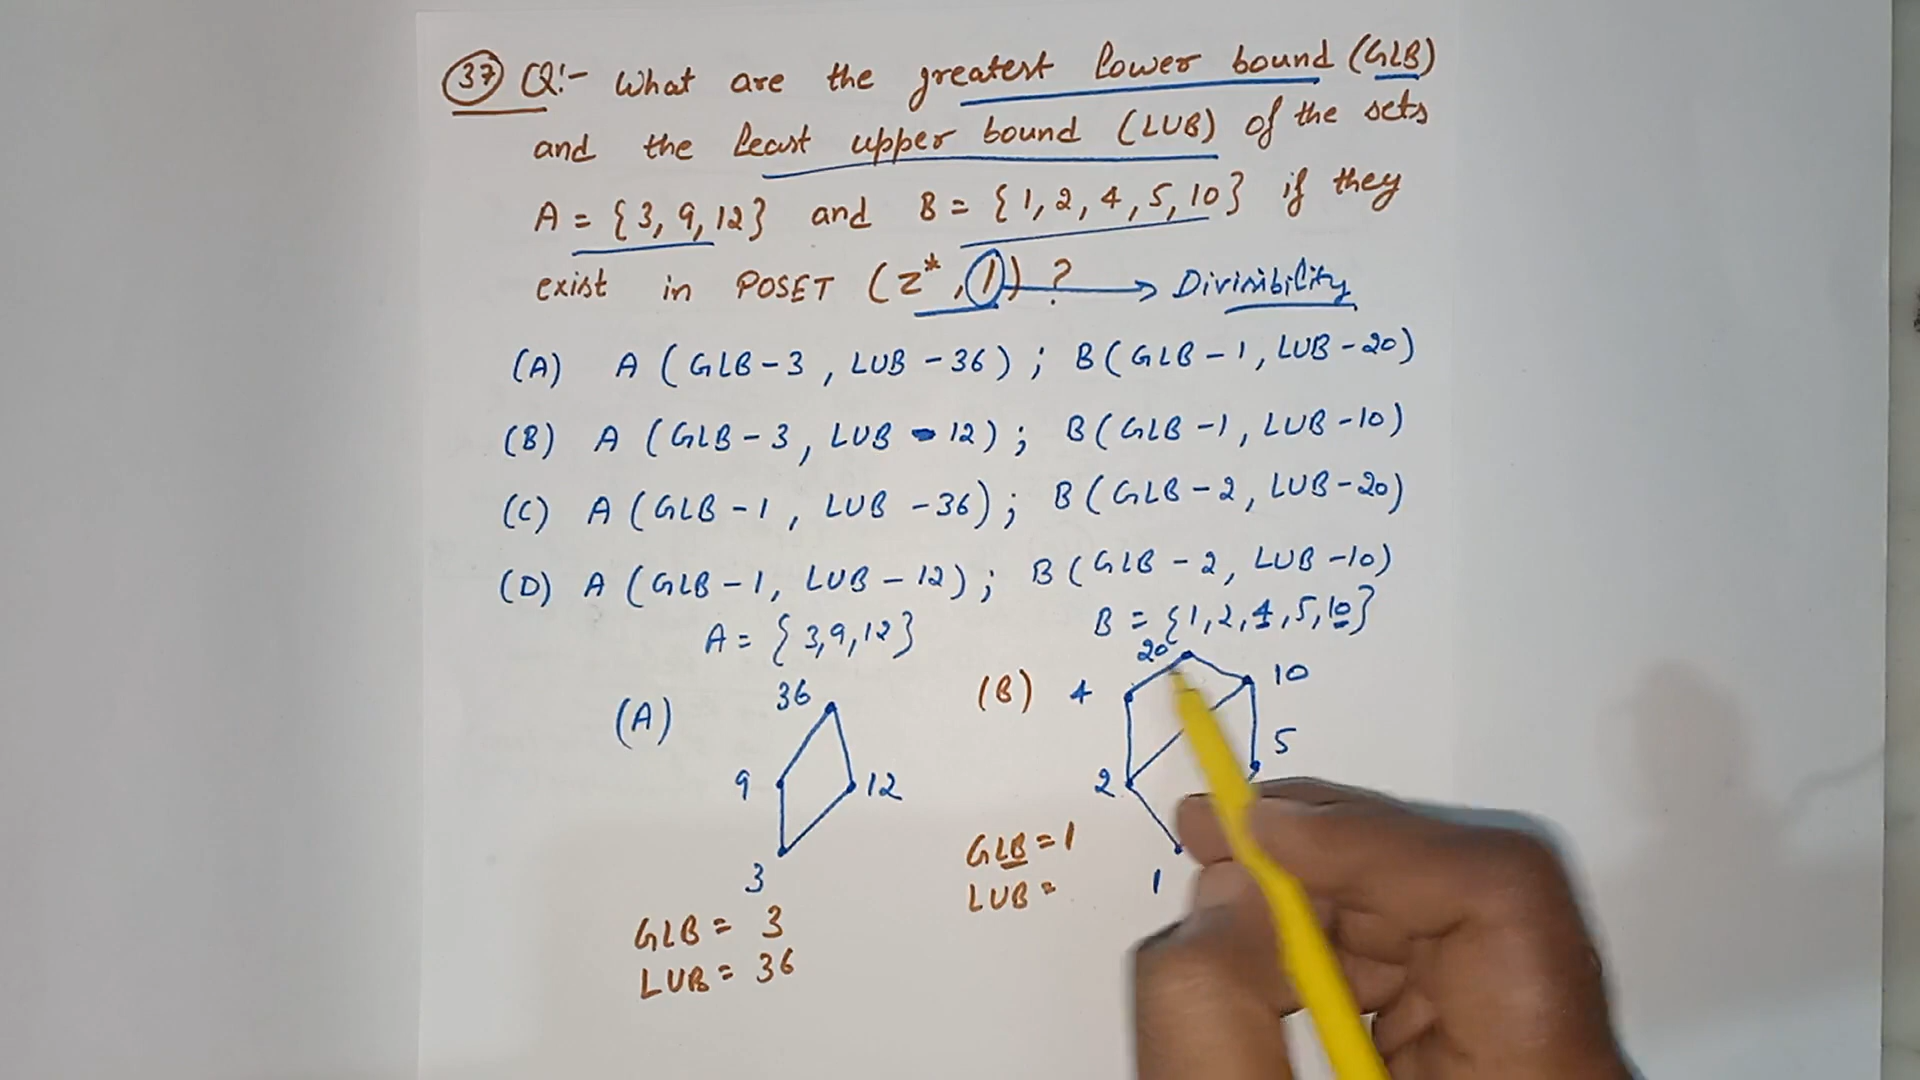 37 Q:- What are the greatest lower bound (GLB)
and the least upper bound (LUB) of the sets
A = {3, 9, 12} and B = {1, 2, 4, 5, 10} if they
exist in POSET (z*, |) ? → Divisibility
(A) A (GLB - 3, LUB - 36) ; B (GLB - 1, LUB - 20)
(B) A (GLB - 3, LUB - 12) ; B (GLB - 1, LUB - 10)
(C) A (GLB - 1, LUB - 36) ; B (GLB - 2, LUB - 20)
(D) A (GLB - 1, LUB - 12) ; B (GLB - 2, LUB - 10)
A = {3, 9, 12}
B = {1, 2, 4, 5, 10}
(A)
36
9
12
3
GLB = 3
LUB = 36
(B)
20
4
10
5
2
1
GLB = 1
LUB =